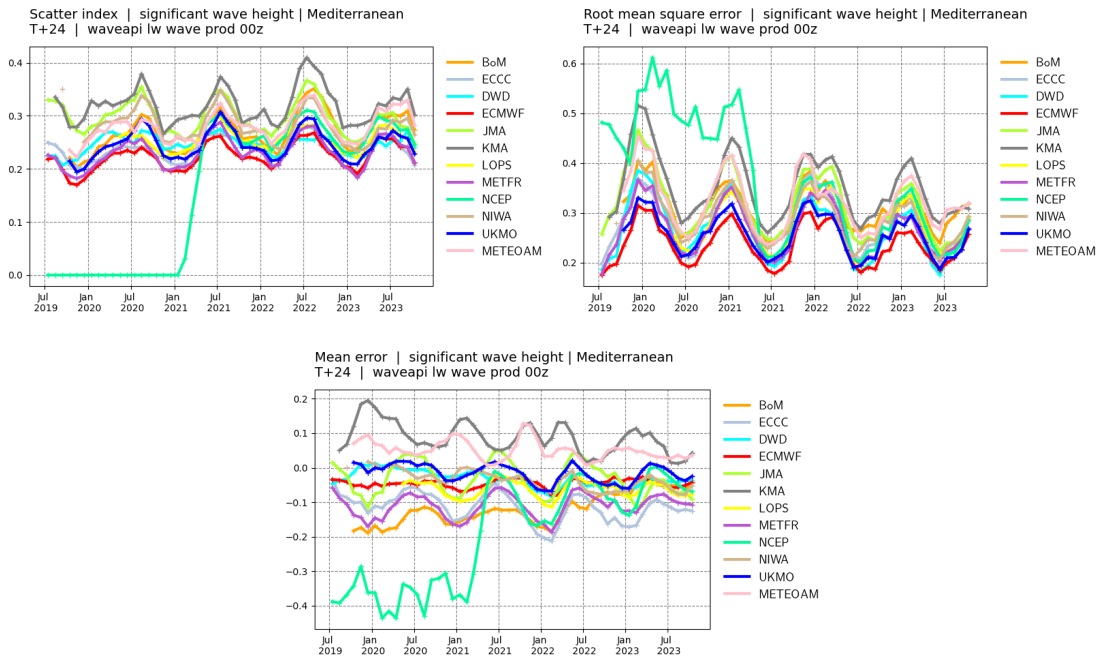 Scatter index | significant wave height | Mediterranean
T+24 | waveapi lw wave prod 00z
0.4
0.3
0.2
0.1
0.0
Jul 2019
Jan 2020
Jul 2020
Jan 2021
Jul 2021
Jan 2022
Jul 2022
Jan 2023
Jul 2023
BoM
ECCC
DWD
ECMWF
JMA
KMA
LOPS
METFR
NCEP
NIWA
UKMO
METEOAM
Root mean square error | significant wave height | Mediterranean
T+24 | waveapi lw wave prod 00z
0.6
0.5
0.4
0.3
0.2
Jul 2019
Jan 2020
Jul 2020
Jan 2021
Jul 2021
Jan 2022
Jul 2022
Jan 2023
Jul 2023
BoM
ECCC
DWD
ECMWF
JMA
KMA
LOPS
METFR
NCEP
NIWA
UKMO
METEOAM
Mean error | significant wave height | Mediterranean
T+24 | waveapi lw wave prod 00z
0.2
0.1
0.0
−0.1
−0.2
−0.3
−0.4
Jul 2019
Jan 2020
Jul 2020
Jan 2021
Jul 2021
Jan 2022
Jul 2022
Jan 2023
Jul 2023
BoM
ECCC
DWD
ECMWF
JMA
KMA
LOPS
METFR
NCEP
NIWA
UKMO
METEOAM